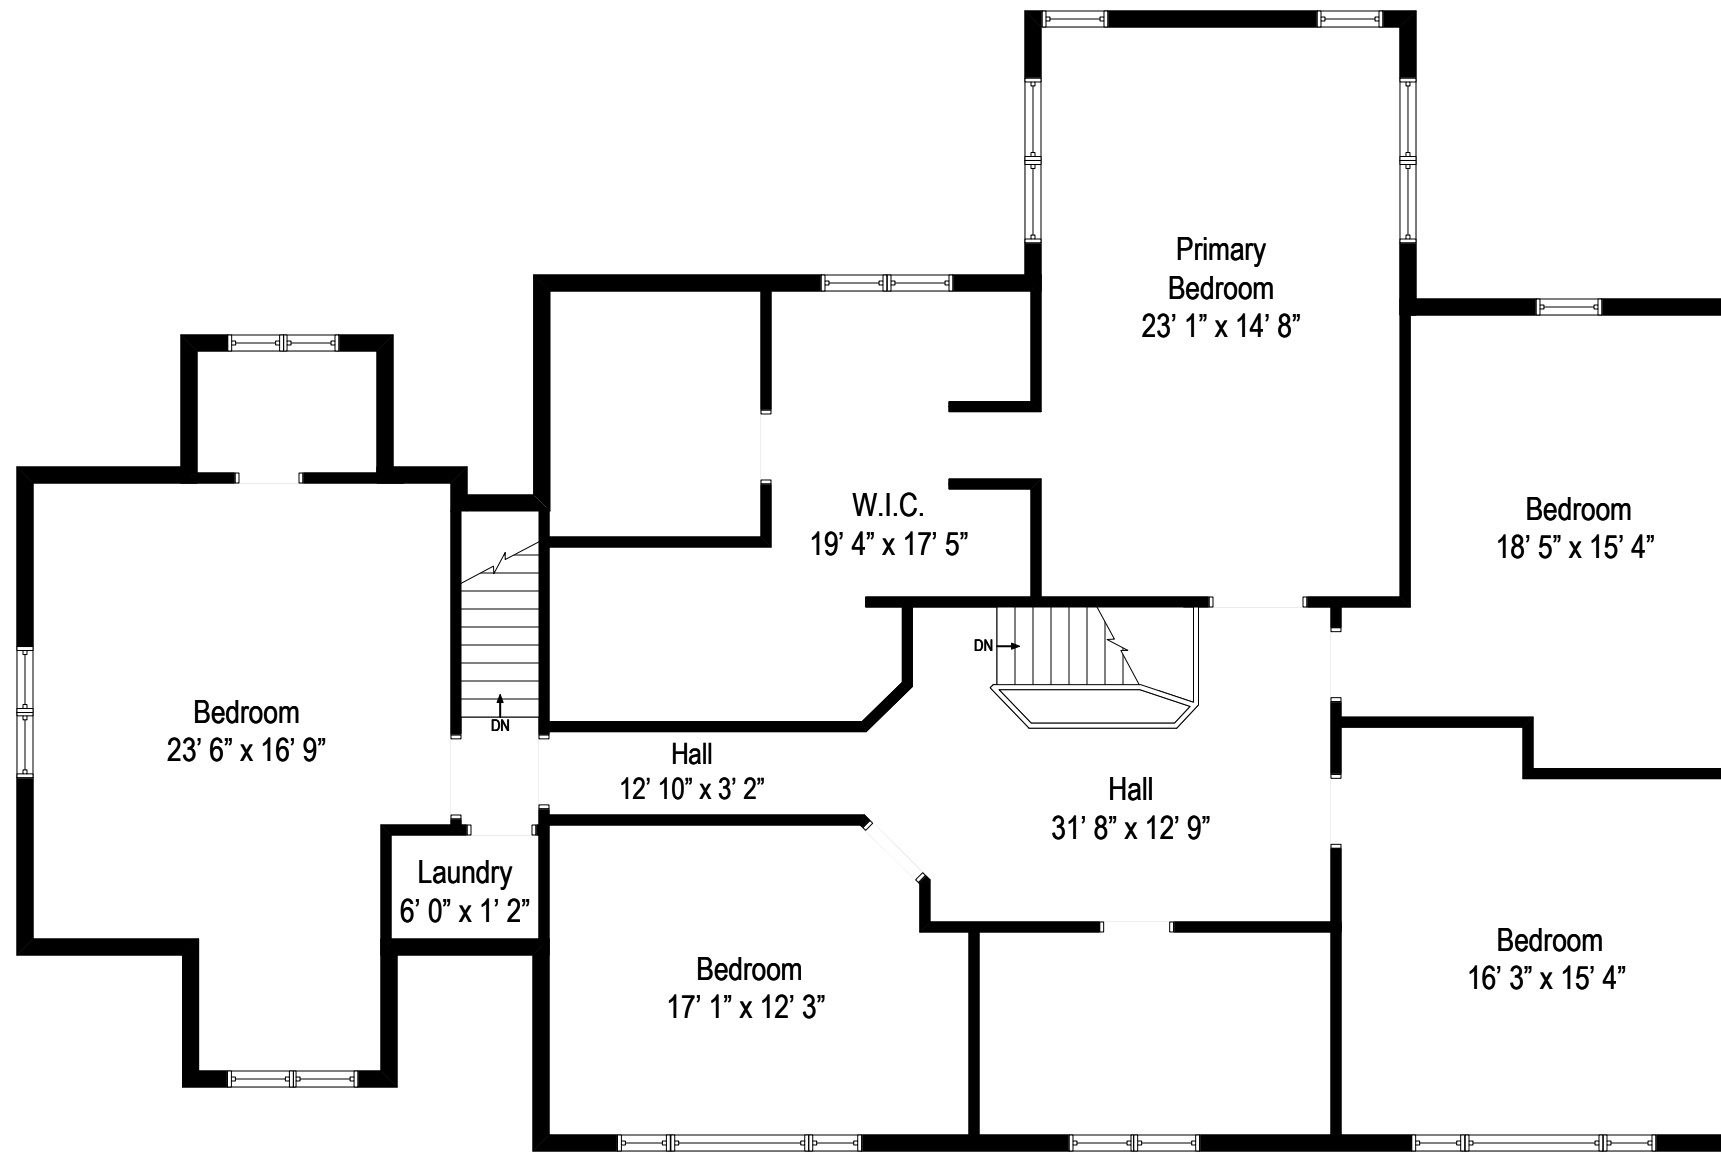 Primary
Bedroom
23’ 1” x 14’ 8”
W.I.C.
19’ 4” x 17’ 5”
Bedroom
18’ 5” x 15’ 4”
DN
Bedroom
23’ 6” x 16’ 9”
DN
Hall
12’ 10” x 3’ 2”
Hall
31’ 8” x 12’ 9”
Laundry
6’ 0” x 1’ 2”
Bedroom
17’ 1” x 12’ 3”
Bedroom
16’ 3” x 15’ 4”